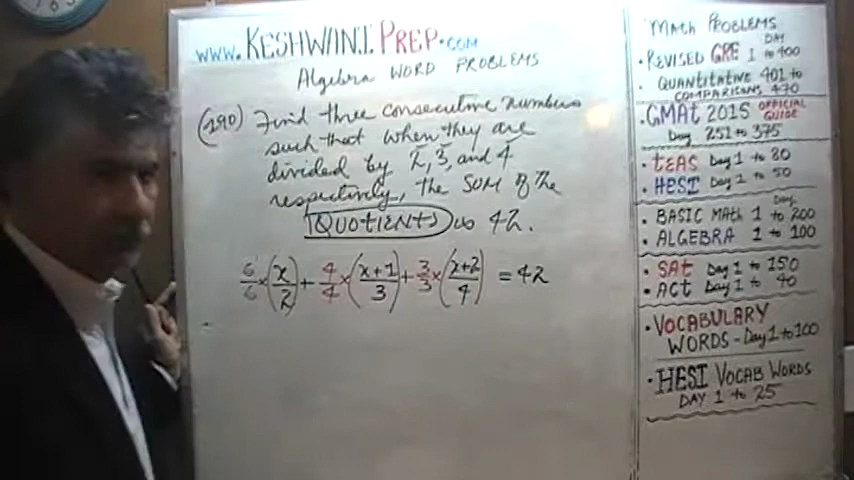 www.KESHWANIPREP.com
Algebra WORD PROBLEMS
(190) Find three consecutive numbers
such that when they are
divided by 2, 3, and 4
respectively, the SUM of the
QUOTIENTS is 42.
6/6 × (x/2) + 4/4 × (x+1/3) + 3/3 × (x+2/4) = 42
MATH PROBLEMS
DAY
• REVISED GRE 1 to 400
• QUANTITATIVE 401 to
COMPARISONS 470
• GMAT 2015 OFFICIAL GUIDE
Day 251 to 375
• TEAS Day 1 to 80
• HESI Day 1 to 50
Day
• BASIC MATH 1 to 200
• ALGEBRA 1 to 100
• SAT Day 1 to 150
• ACT Day 1 to 40
• VOCABULARY
WORDS - Day 1 to 100
• HESI VOCAB WORDS
DAY 1 to 25